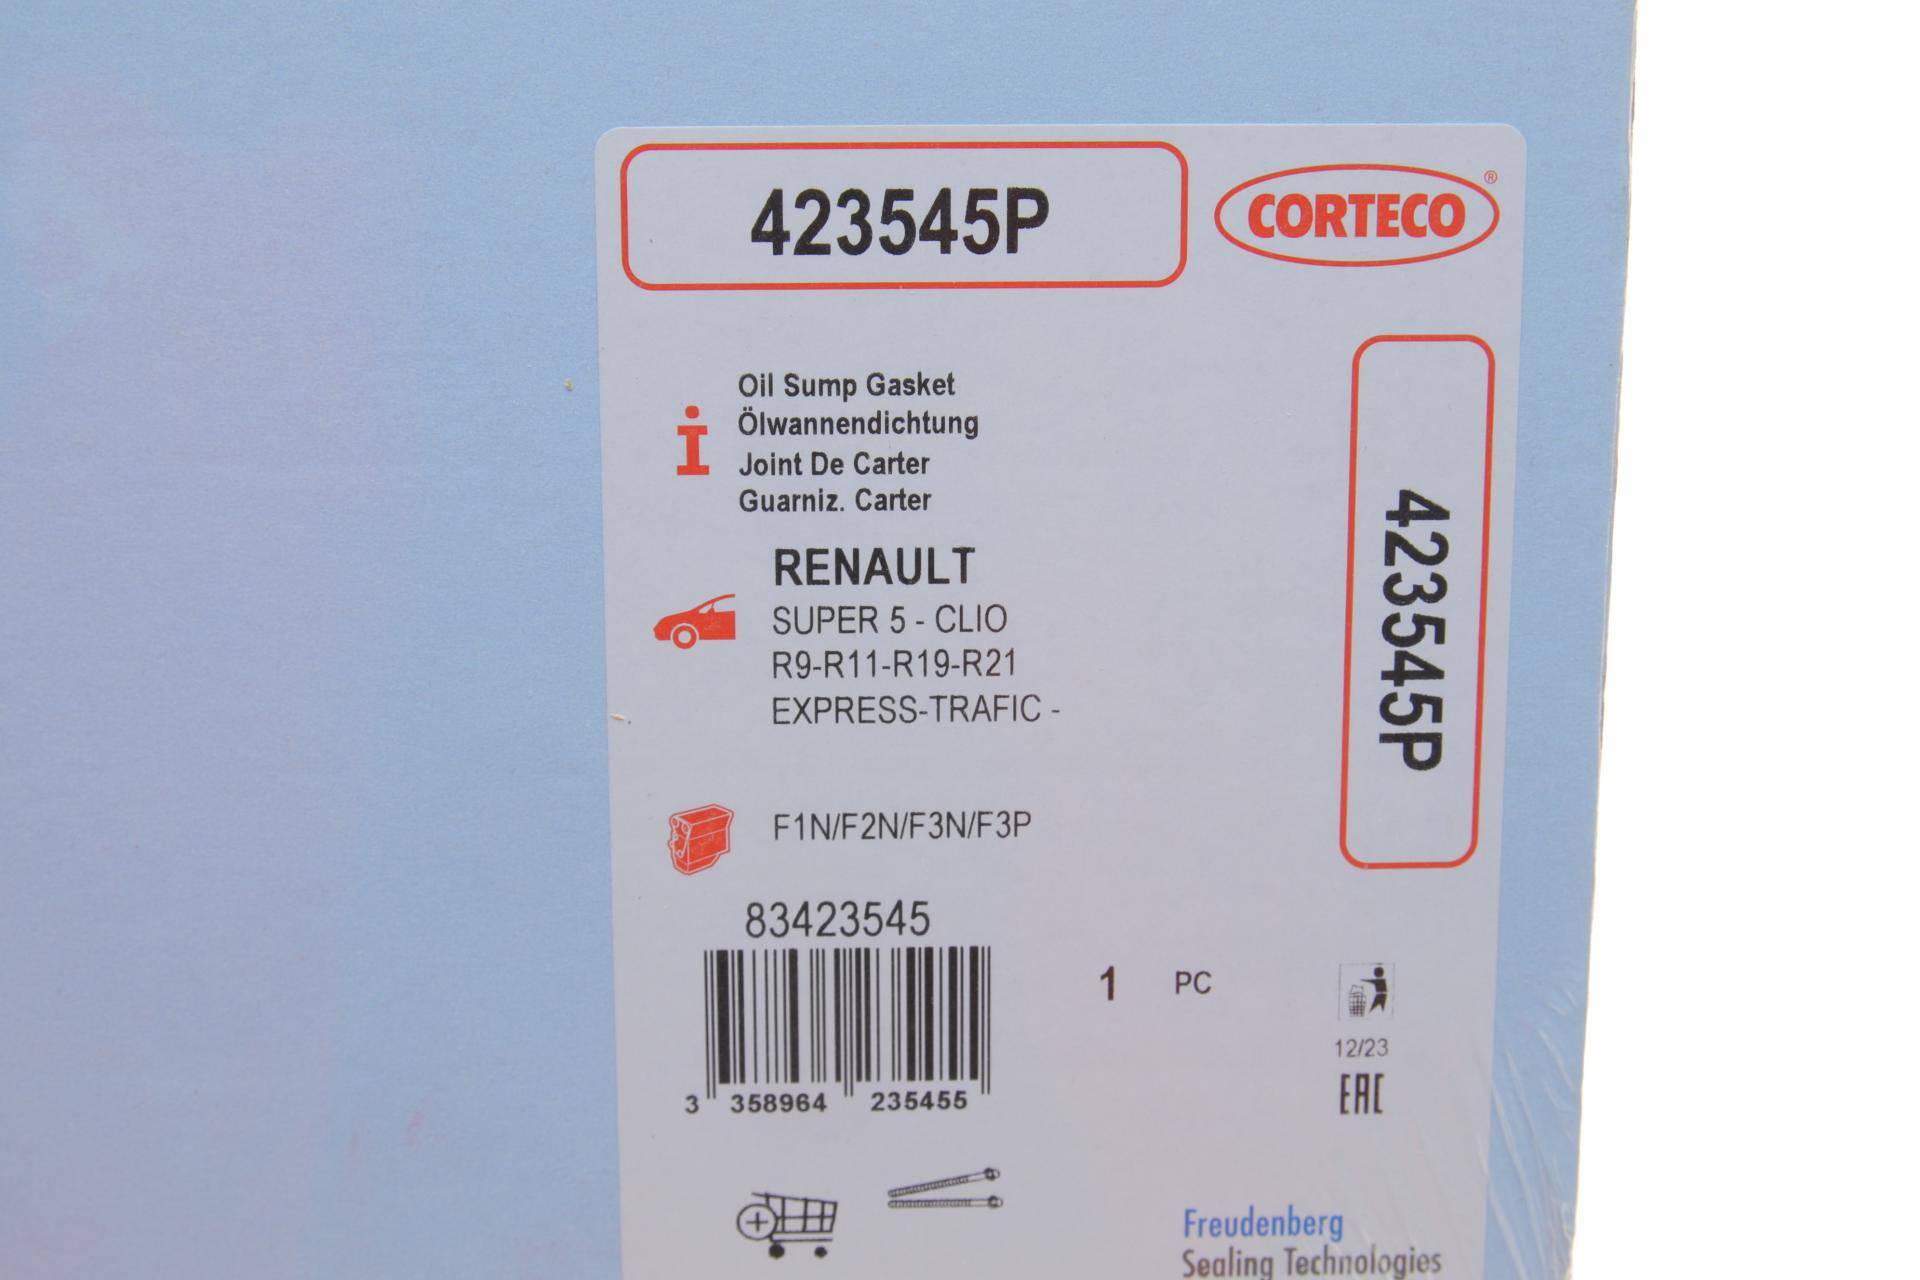 423545P
CORTECO®
Oil Sump Gasket
Ölwannendichtung
Joint De Carter
Guarniz. Carter
RENAULT
SUPER 5 - CLIO
R9-R11-R19-R21
EXPRESS-TRAFIC -
423545P
F1N/F2N/F3N/F3P
83423545
1 PC
3 358964 235455
12/23
EAC
Freudenberg
Sealing Technologies